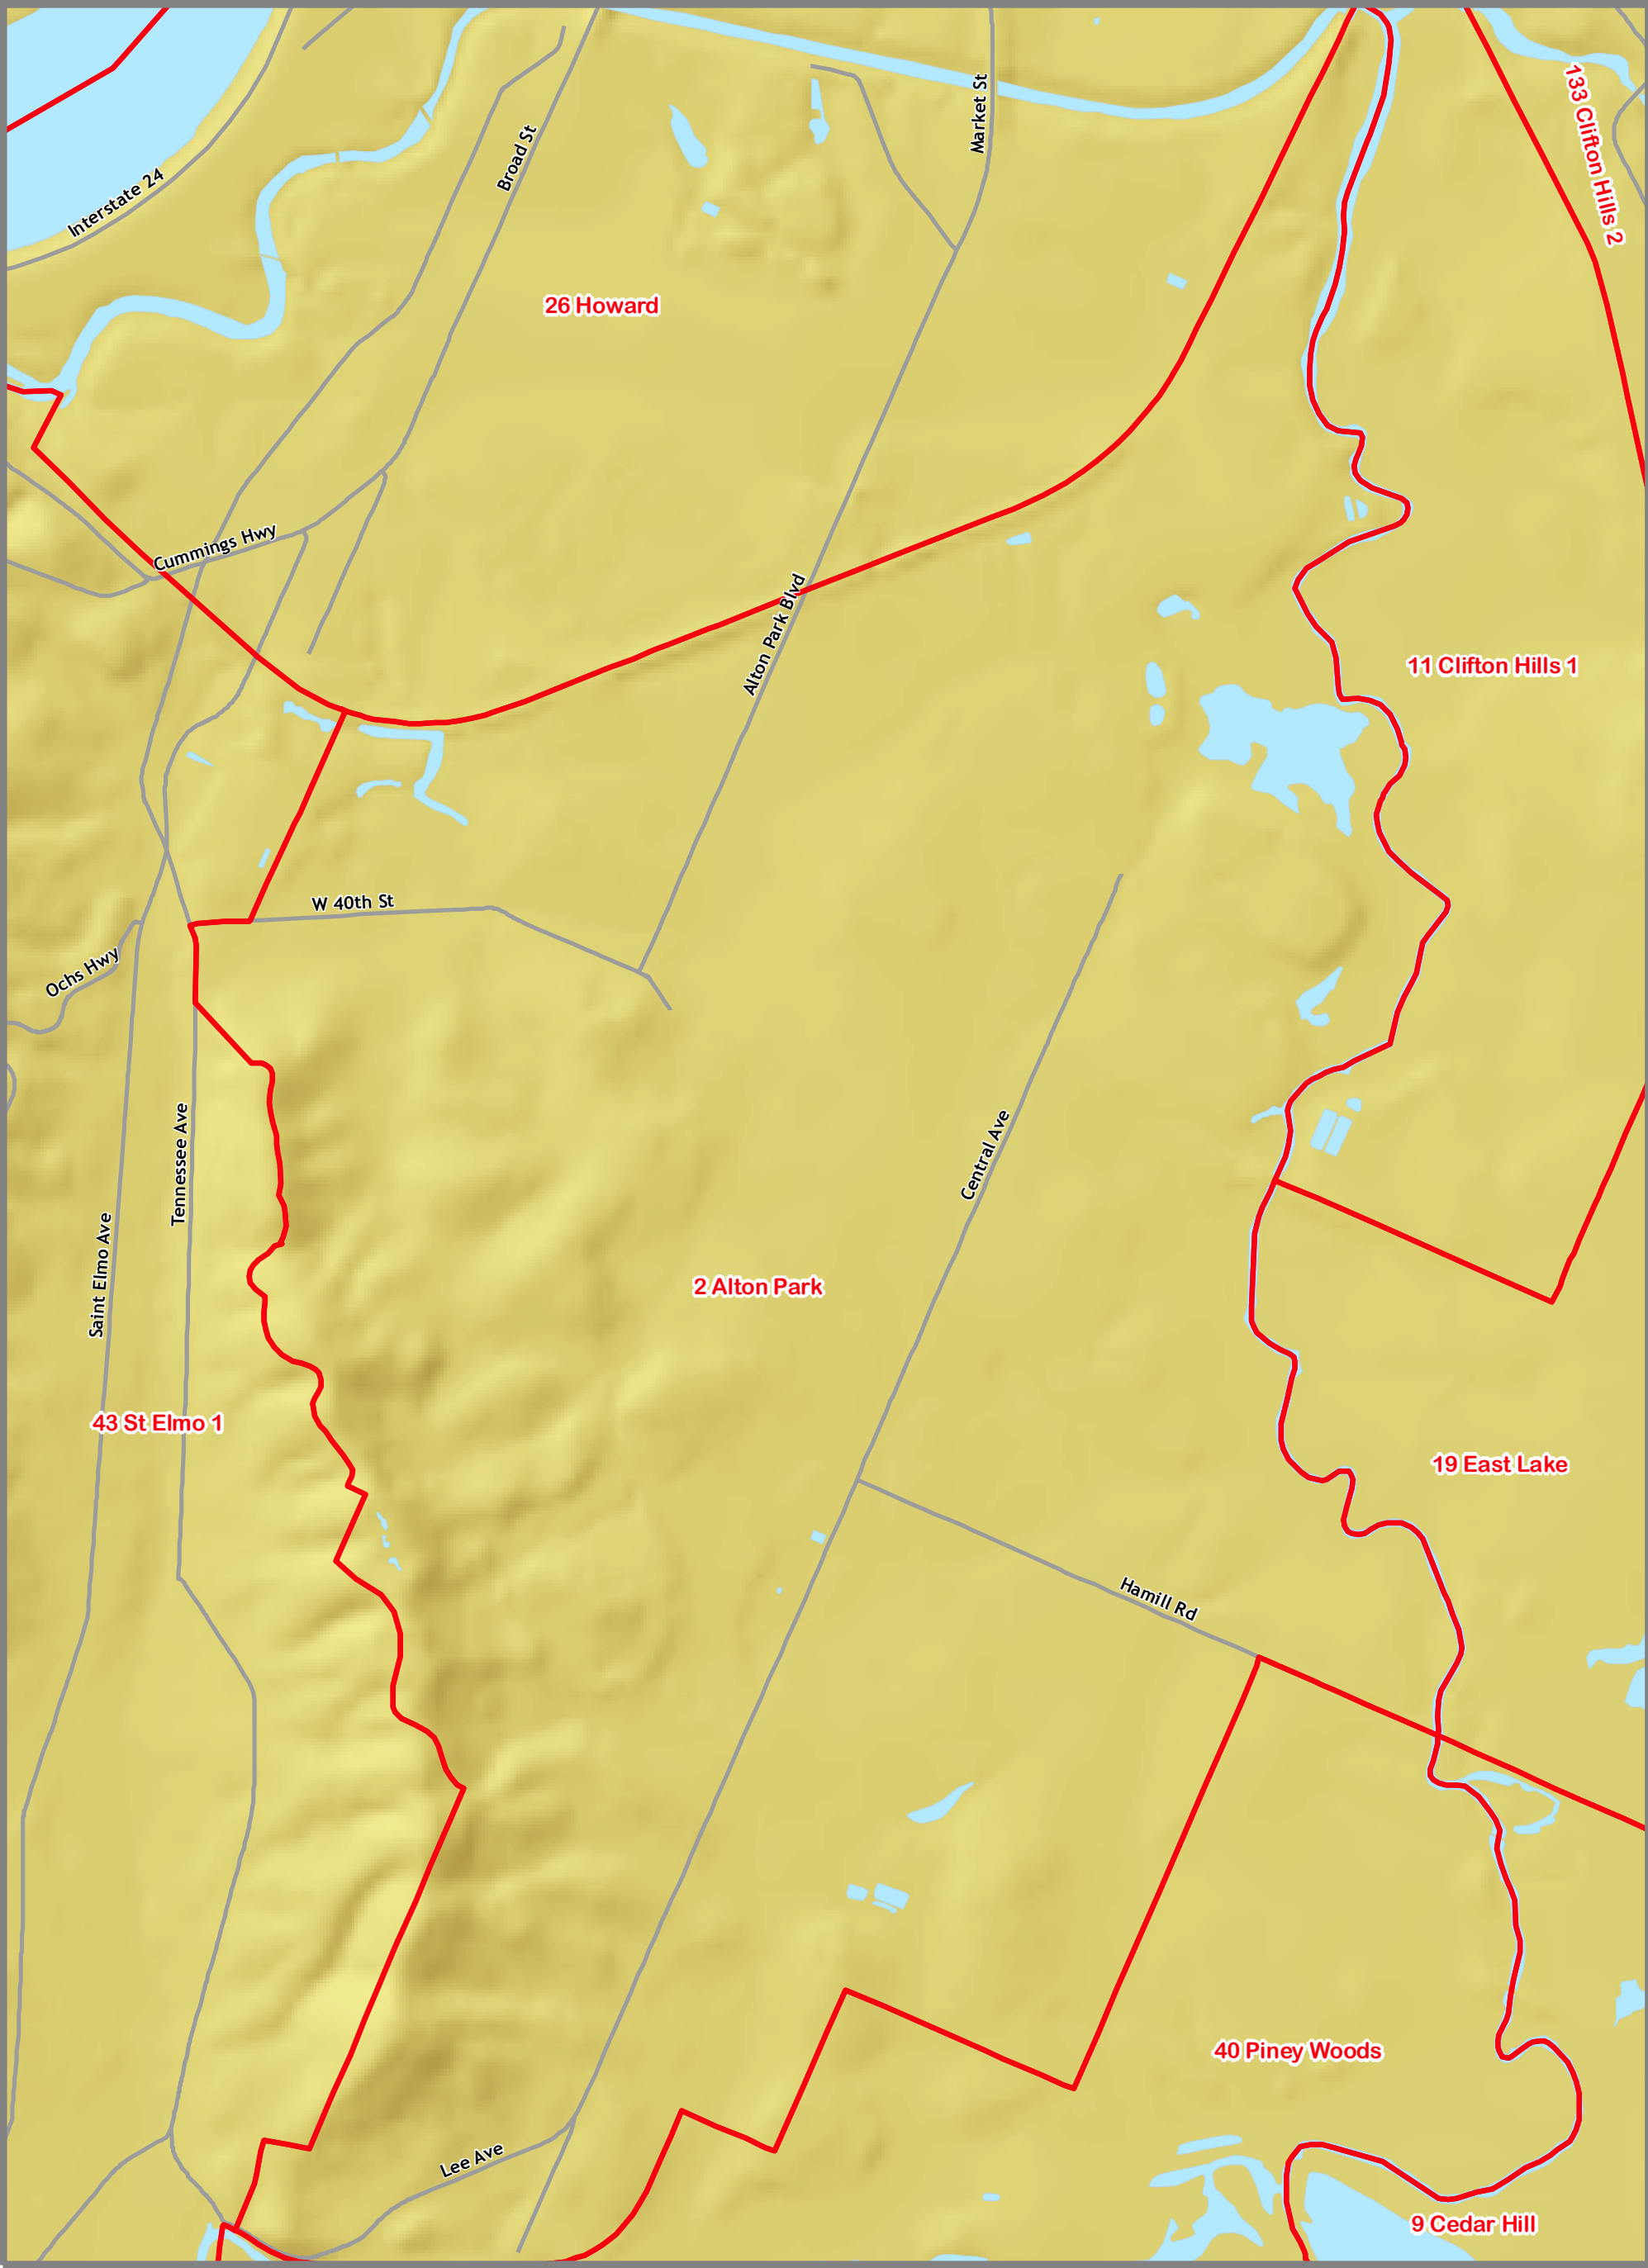 133 Clifton Hills 2
Market St
Broad St
Interstate 24
26 Howard
Cummings Hwy
Alton Park Blvd
11 Clifton Hills 1
W 40th St
Ochs Hwy
Central Ave
Tennessee Ave
Saint Elmo Ave
2 Alton Park
43 St Elmo 1
19 East Lake
Hamill Rd
40 Piney Woods
Lee Ave
9 Cedar Hill